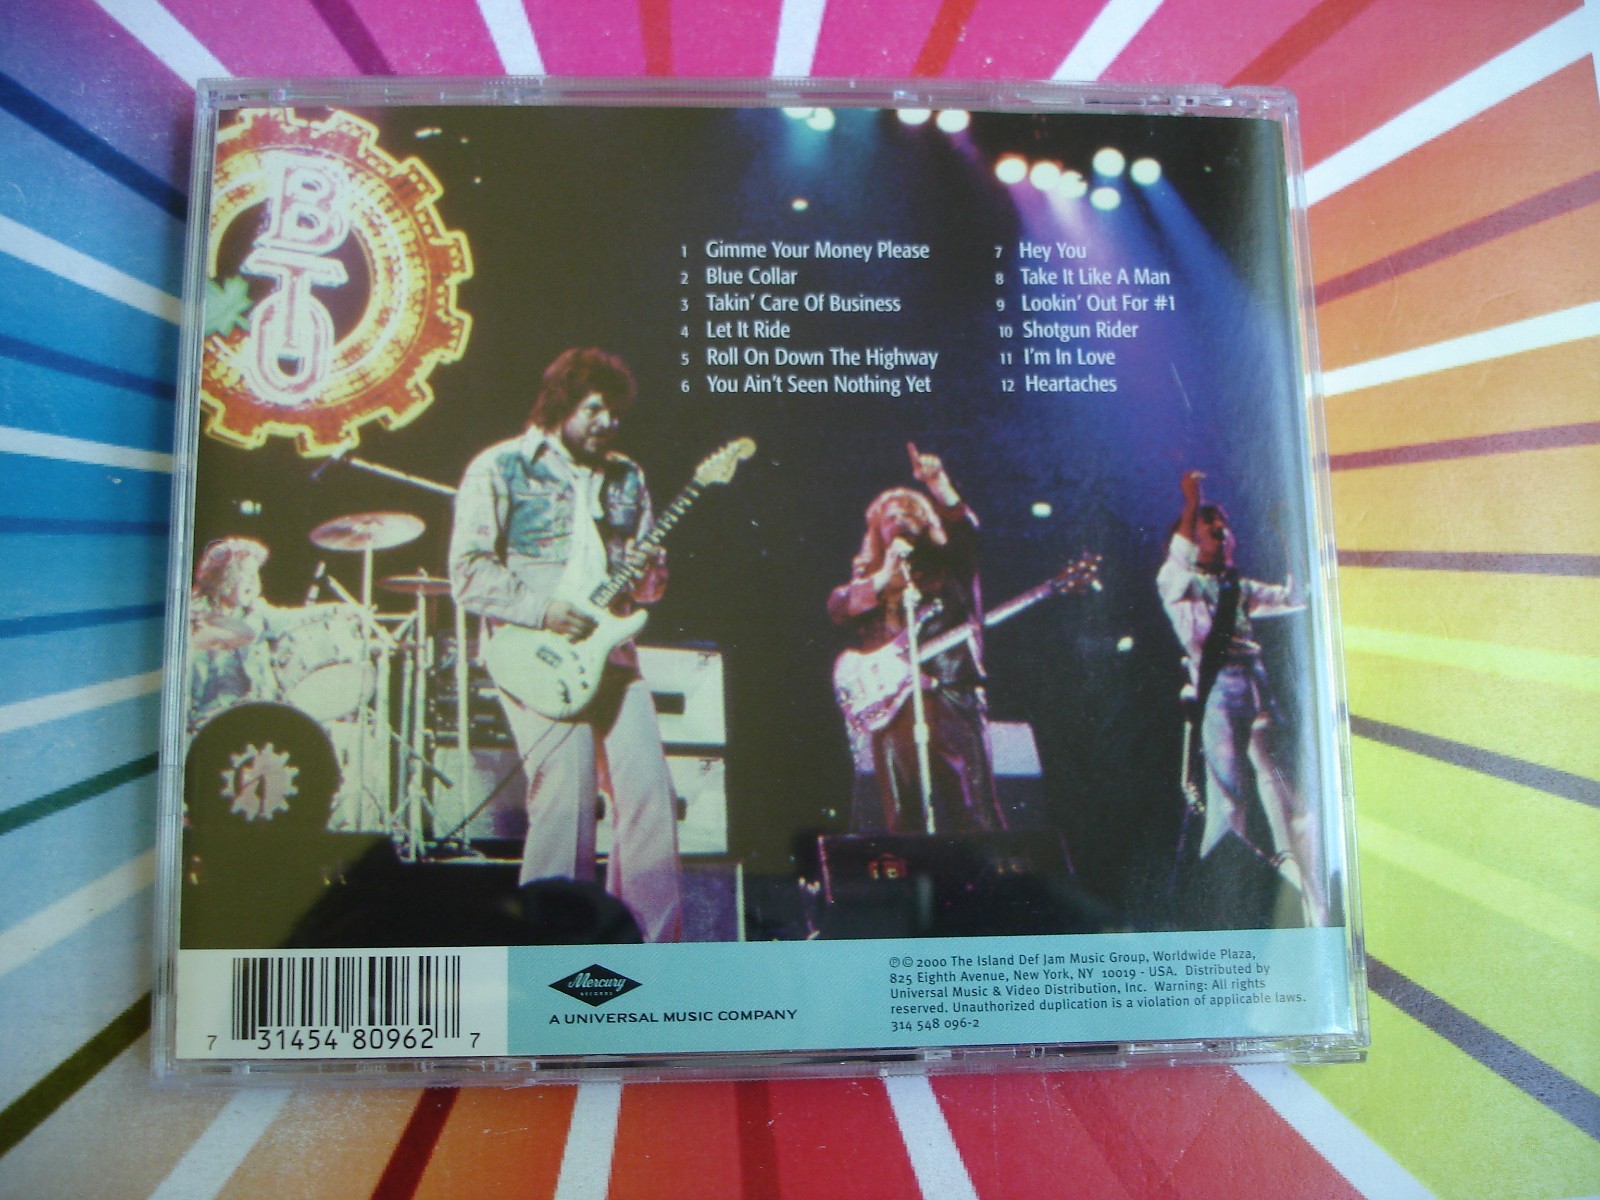 BTO
1 Gimme Your Money Please
2 Blue Collar
3 Takin' Care Of Business
4 Let It Ride
5 Roll On Down The Highway
6 You Ain't Seen Nothing Yet
7 Hey You
8 Take It Like A Man
9 Lookin' Out For #1
10 Shotgun Rider
11 I'm In Love
12 Heartaches
7 31454 80962 7
Mercury
RECORDS
A UNIVERSAL MUSIC COMPANY
℗ © 2000 The Island Def Jam Music Group, Worldwide Plaza,
825 Eighth Avenue, New York, NY 10019 - USA. Distributed by
Universal Music & Video Distribution, Inc. Warning: All rights
reserved. Unauthorized duplication is a violation of applicable laws.
314 548 096-2